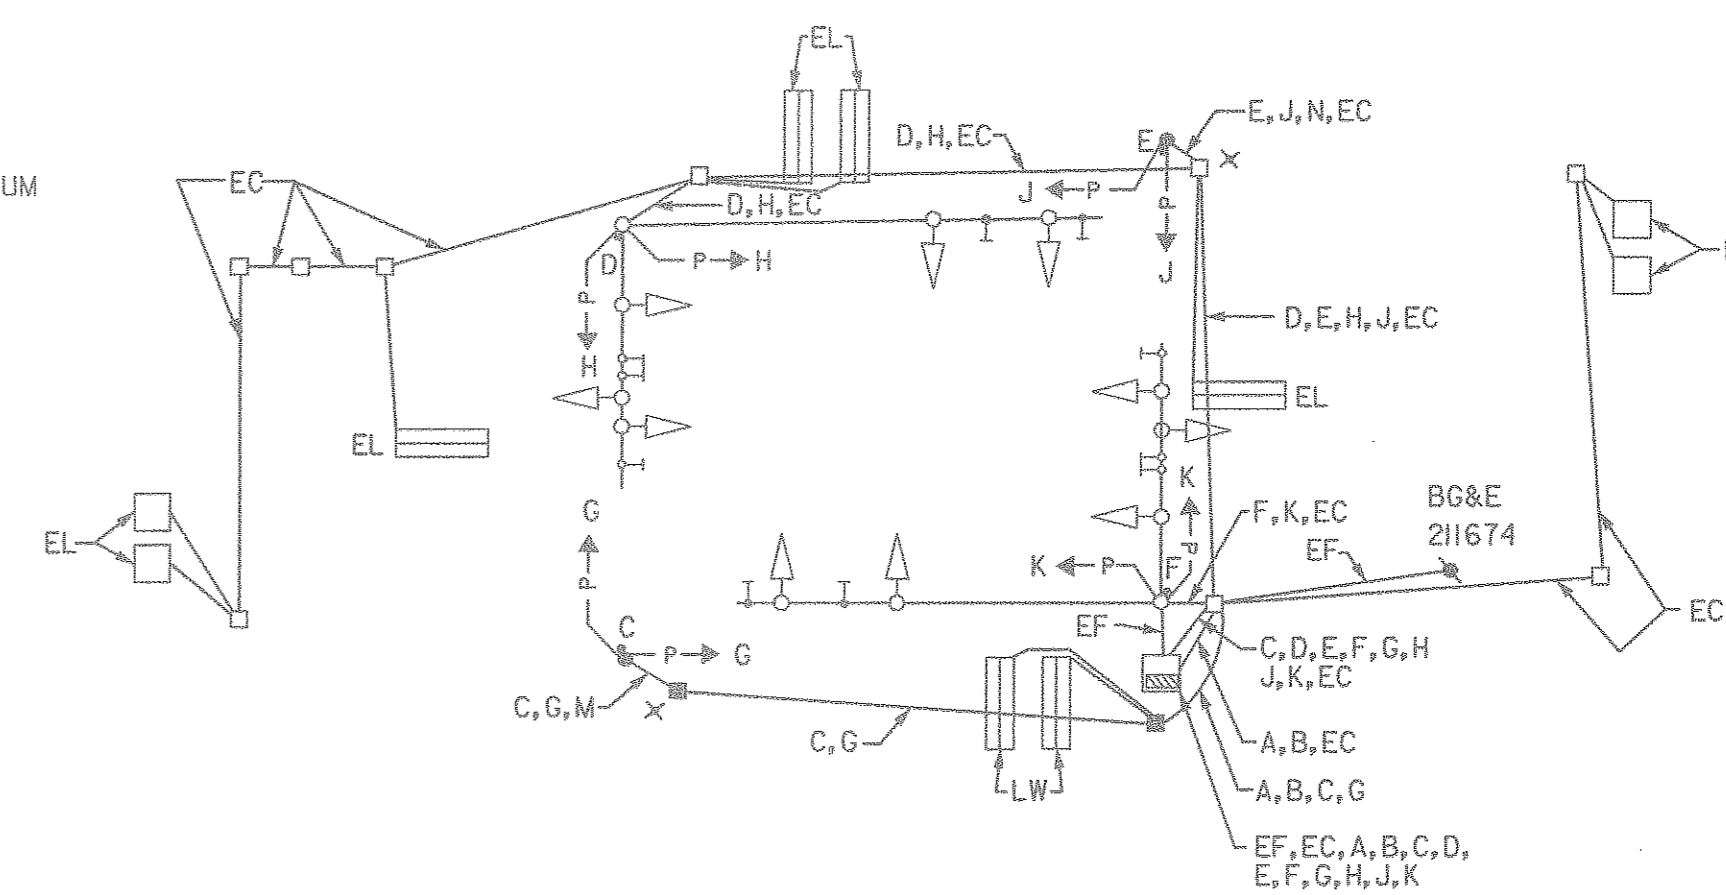 EL
E, J, N, EC
D, H, EC
E
UM
EC
J
P
D, H, EC
P
D
P
H
J
P
D, E, H, J, EC
H
EL
EL
K
BG&E
211674
G
F, K, EC
EL
EF
K
P
F
P
P
EC
C
EF
P
G
C, D, E, F, G, H
J, K, EC
C, G, M
C, G
A, B, EC
LW
A, B, C, G
EF, EC, A, B, C, D,
E, F, G, H, J, K